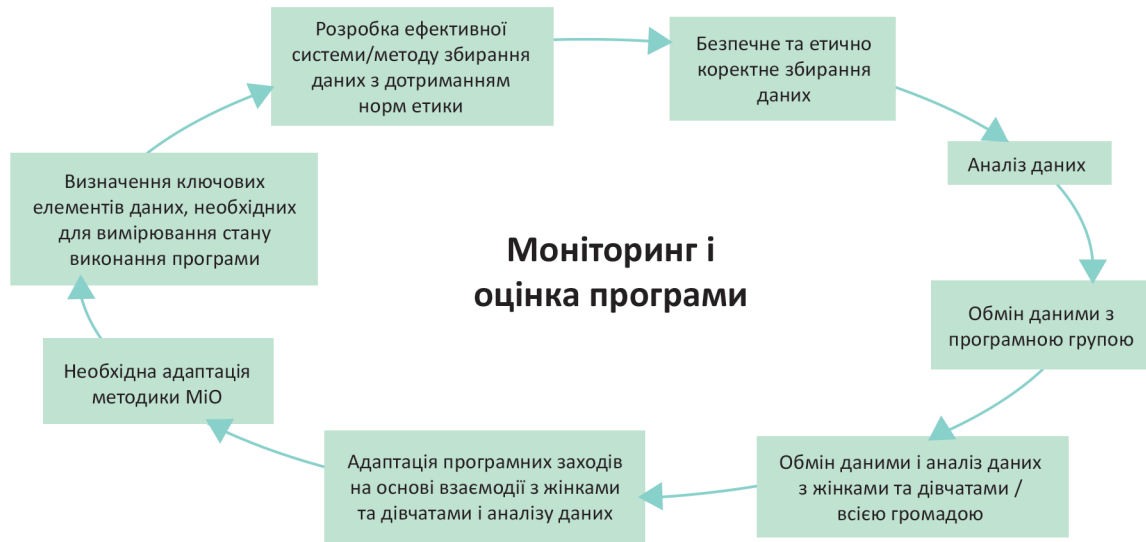 Розробка ефективної
системи/методу збирання
даних з дотриманням
норм етики
Безпечне та етично
коректне збирання
даних
Аналіз даних
Обмін даними з
програмною групою
Обмін даними і аналіз даних
з жінками та дівчатами /
всією громадою
Адаптація програмних заходів
на основі взаємодії з жінками
та дівчатами і аналізу даних
Необхідна адаптація
методики МіО
Визначення ключових
елементів даних, необхідних
для вимірювання стану
виконання програми
Моніторинг і
оцінка програми